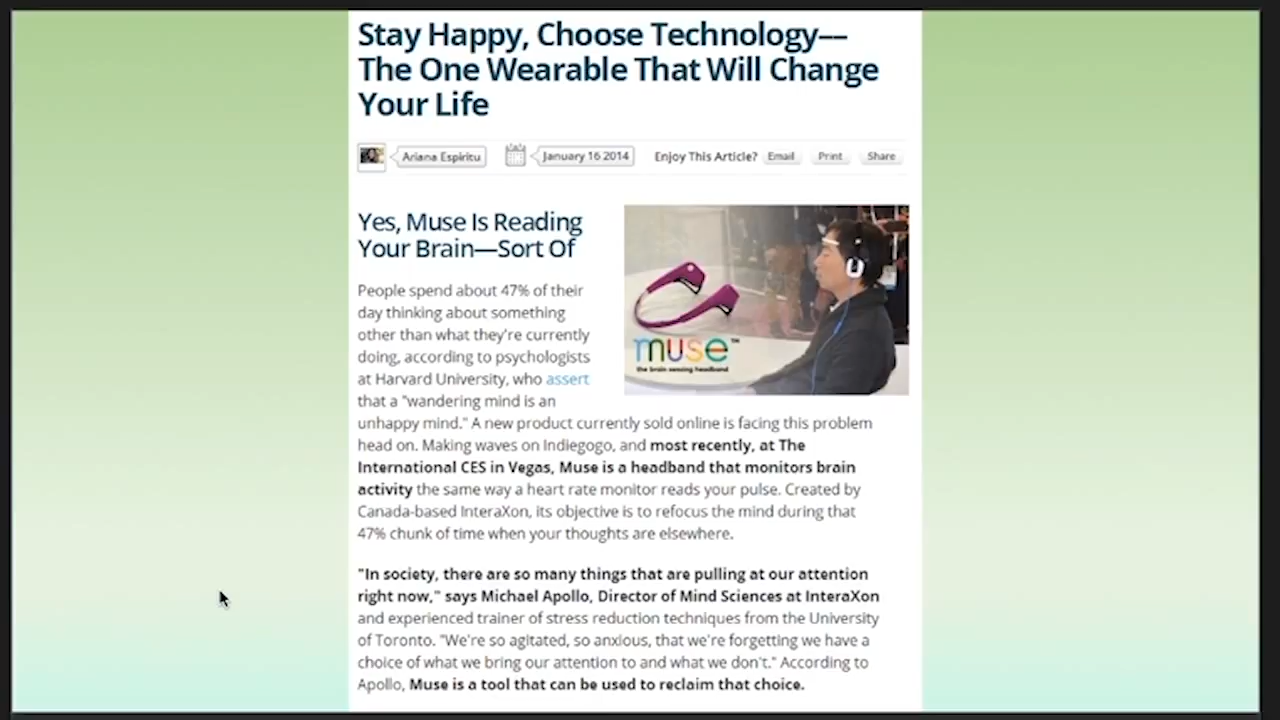 Stay Happy, Choose Technology—
The One Wearable That Will Change
Your Life
Ariana Espiritu
January 16 2014
Enjoy This Article?
Email
Print
Share
Yes, Muse Is Reading
Your Brain—Sort Of
muse™
the brain sensing headband
People spend about 47% of their
day thinking about something
other than what they're currently
doing, according to psychologists
at Harvard University, who assert
that a "wandering mind is an
unhappy mind." A new product currently sold online is facing this problem
head on. Making waves on Indiegogo, and most recently, at The
International CES in Vegas, Muse is a headband that monitors brain
activity the same way a heart rate monitor reads your pulse. Created by
Canada-based InteraXon, its objective is to refocus the mind during that
47% chunk of time when your thoughts are elsewhere.
"In society, there are so many things that are pulling at our attention
right now," says Michael Apollo, Director of Mind Sciences at InteraXon
and experienced trainer of stress reduction techniques from the University
of Toronto. "We're so agitated, so anxious, that we're forgetting we have a
choice of what we bring our attention to and what we don't." According to
Apollo, Muse is a tool that can be used to reclaim that choice.